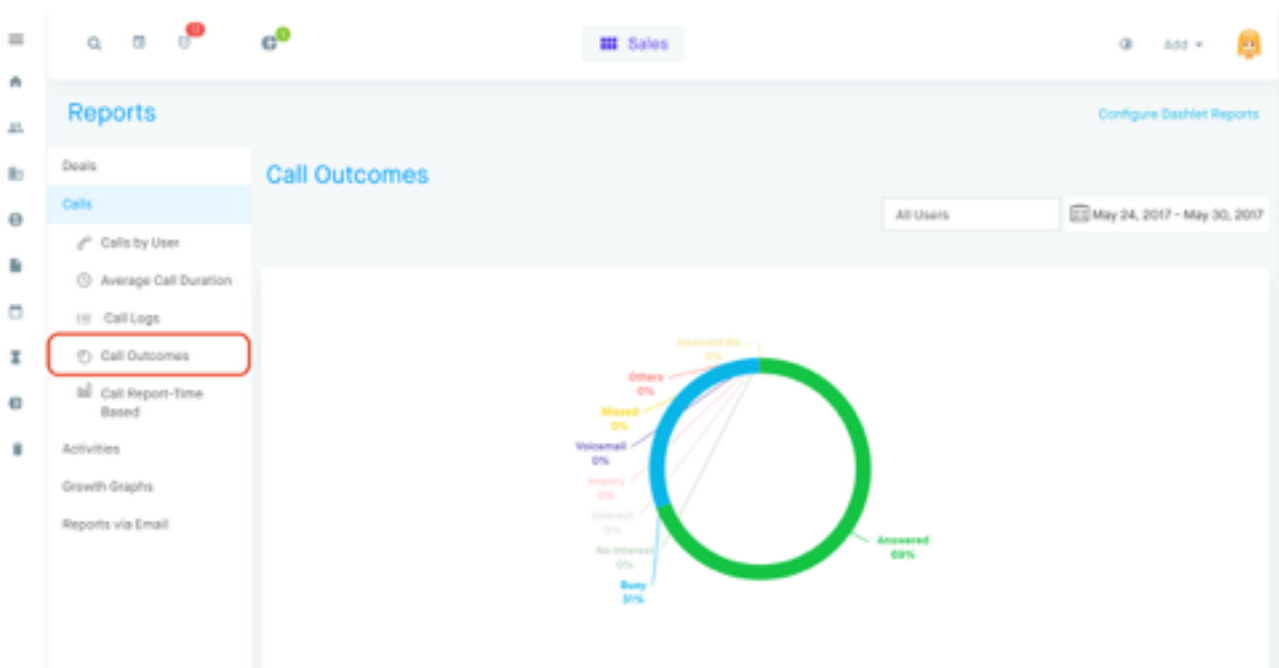 Sales
Add
Reports
Configure Dashlet Reports
Deals
Calls
Calls by User
Average Call Duration
Call Logs
Call Outcomes
Call Report-Time
Based
Activities
Growth Graphs
Reports via Email
Call Outcomes
All Users
May 24, 2017 - May 30, 2017
Incorrect Re...
0%
Others
0%
Missed
0%
Voicemail
0%
Inquiry
0%
Interest
0%
No Interest
0%
Busy
31%
Answered
69%